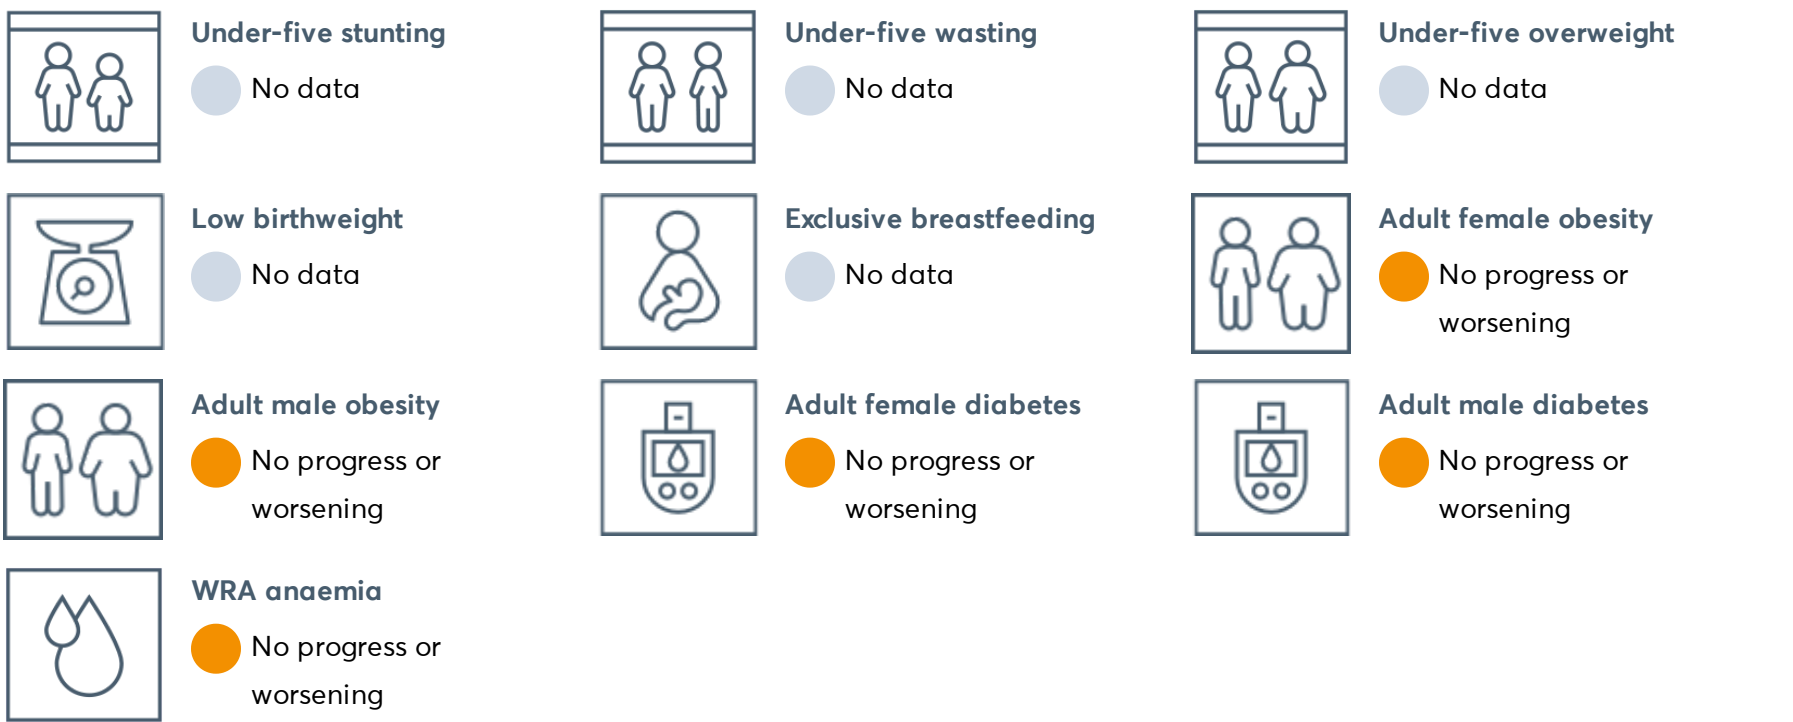 Under-five stunting
No data
Under-five wasting
No data
Under-five overweight
No data
Low birthweight
No data
Exclusive breastfeeding
No data
Adult female obesity
No progress or
worsening
Adult male obesity
No progress or
worsening
Adult female diabetes
No progress or
worsening
Adult male diabetes
No progress or
worsening
WRA anaemia
No progress or
worsening